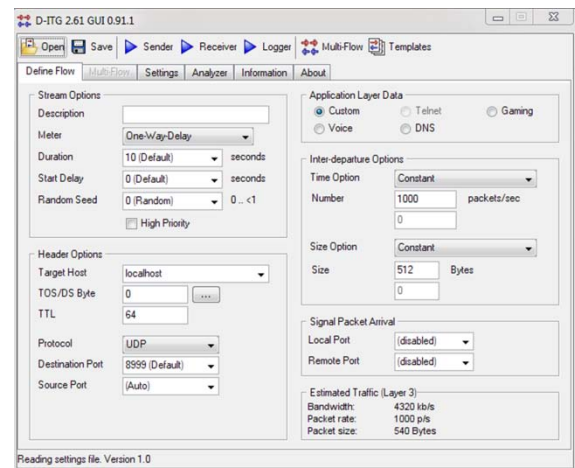 D-ITG 2.61 GUI 0.91.1
Open Save Sender Receiver Logger Multi-Flow Templates
Define Flow Multi-Flow Settings Analyzer Information About
Stream Options
Description
Meter One-Way-Delay
Duration 10 (Default) seconds
Start Delay 0 (Default) seconds
Random Seed 0 (Random) 0 .. <1
High Priority
Header Options
Target Host localhost
TOS/DS Byte 0 ...
TTL 64
Protocol UDP
Destination Port 8999 (Default)
Source Port (Auto)
Application Layer Data
Custom Telnet Gaming
Voice DNS
Inter-departure Options
Time Option Constant
Number 1000 packets/sec
0
Size Option Constant
Size 512 Bytes
0
Signal Packet Arrival
Local Port (disabled)
Remote Port (disabled)
Estimated Traffic (Layer 3)
Bandwidth: 4320 kb/s
Packet rate: 1000 p/s
Packet size: 540 Bytes
Reading settings file. Version 1.0